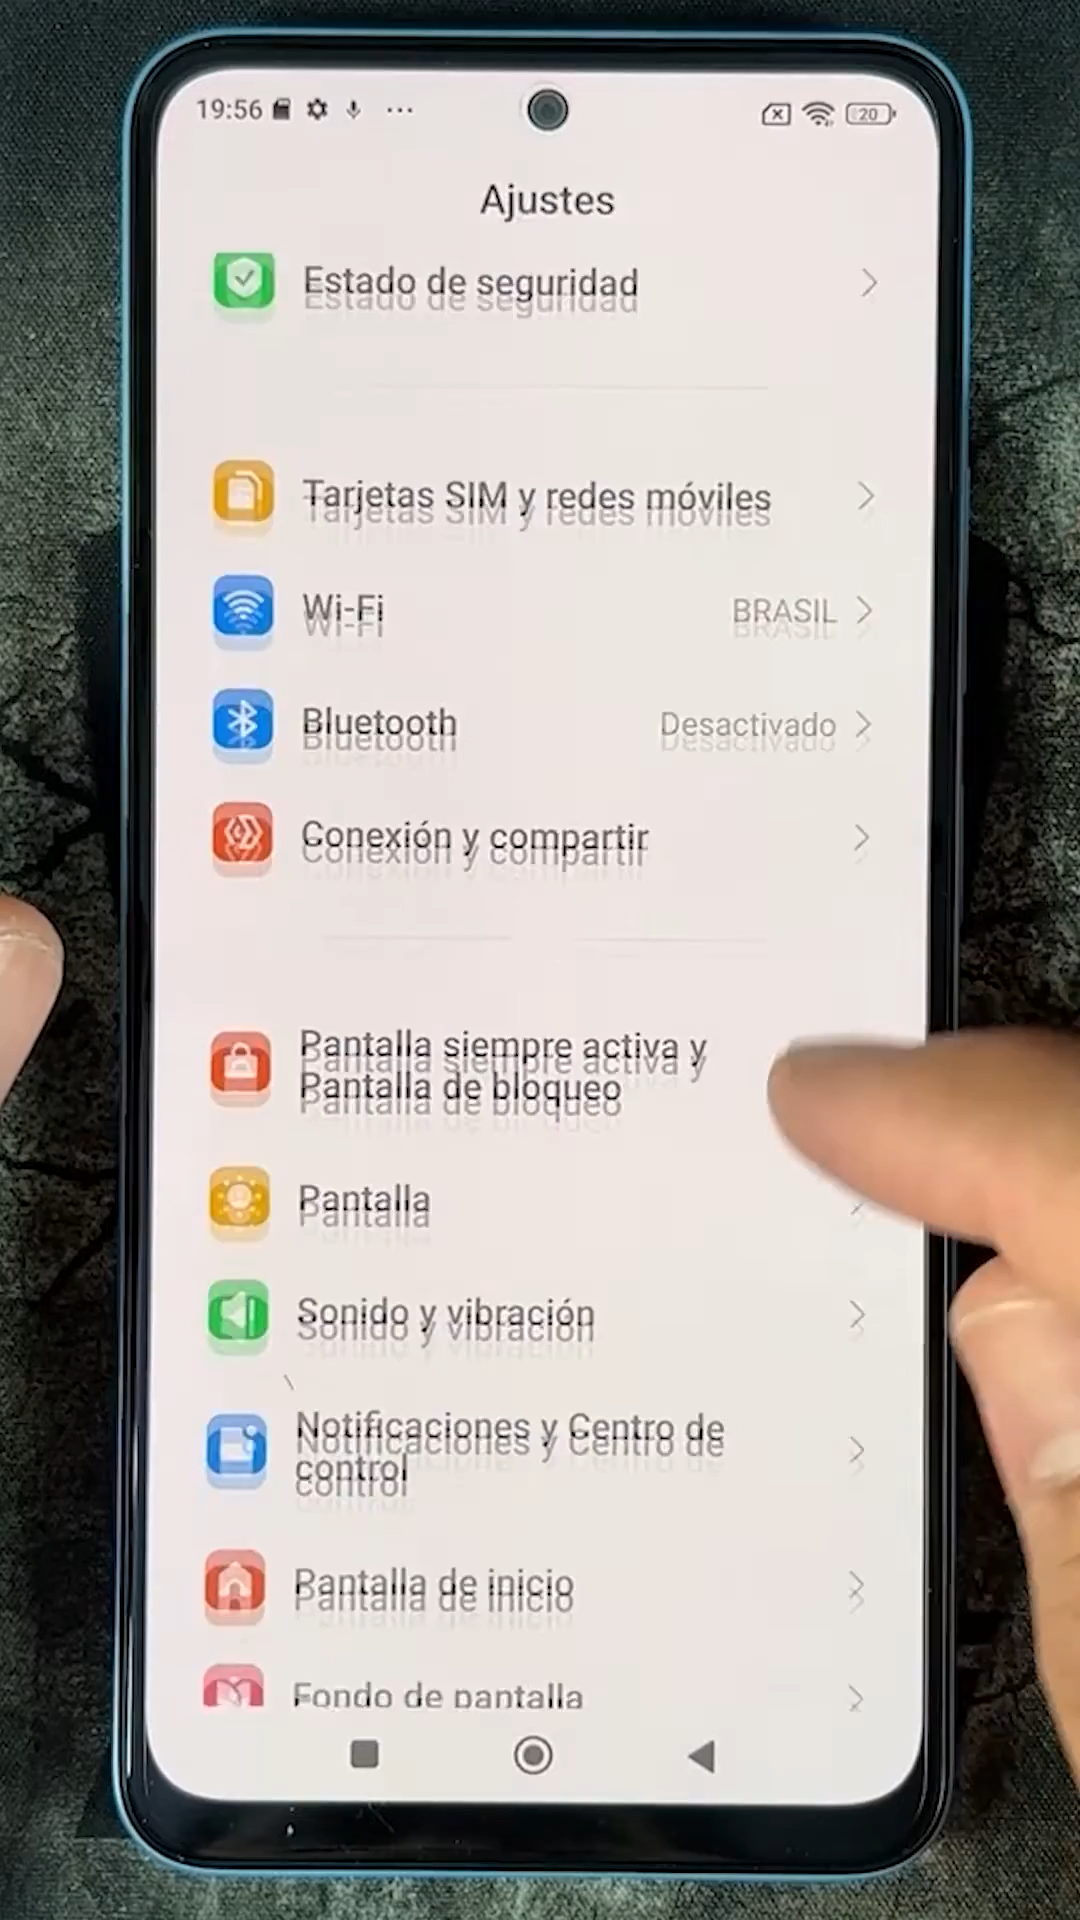 19:56
20
Ajustes
Estado de seguridad
Tarjetas SIM y redes móviles
Wi-Fi BRASIL
Bluetooth Desactivado
Conexión y compartir
Pantalla siempre activa y
Pantalla de bloqueo
Pantalla
Sonido y vibración
Notificaciones y Centro de
control
Pantalla de inicio
Fondo de pantalla